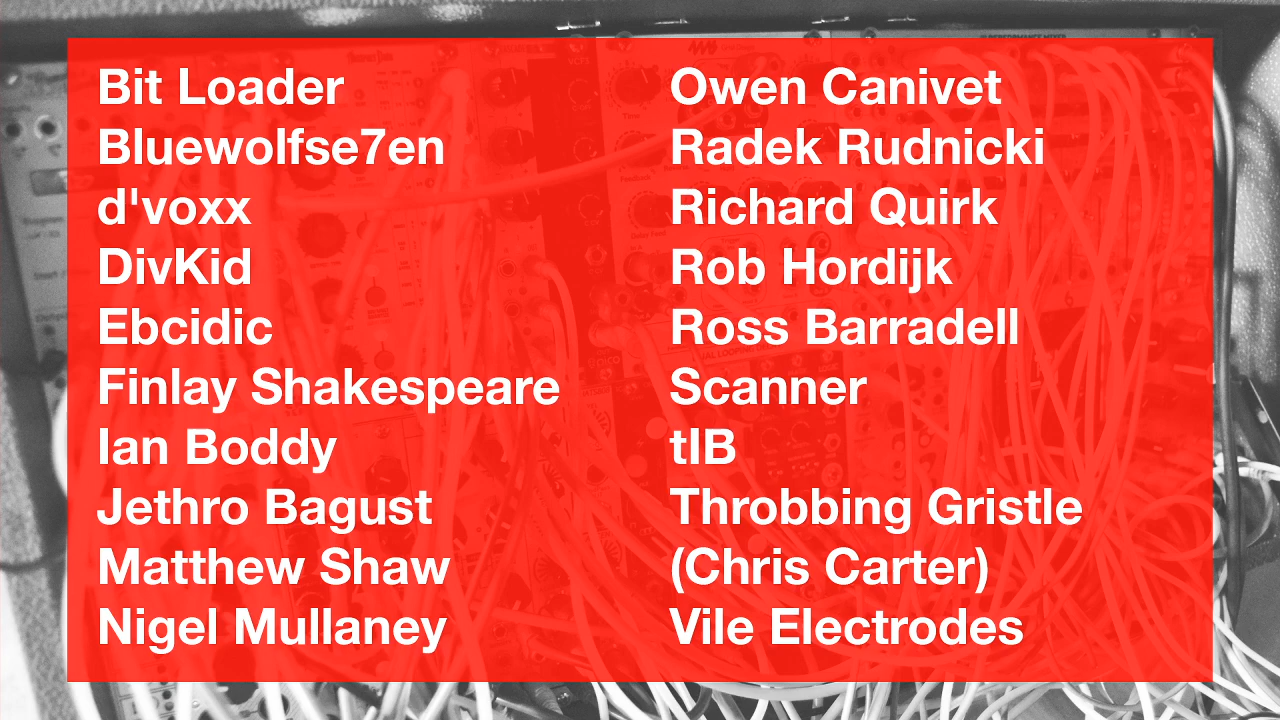 Bit Loader
Bluewolfse7en
d'voxx
DivKid
Ebcidic
Finlay Shakespeare
Ian Boddy
Jethro Bagust
Matthew Shaw
Nigel Mullaney
Owen Canivet
Radek Rudnicki
Richard Quirk
Rob Hordijk
Ross Barradell
Scanner
tIB
Throbbing Gristle
(Chris Carter)
Vile Electrodes